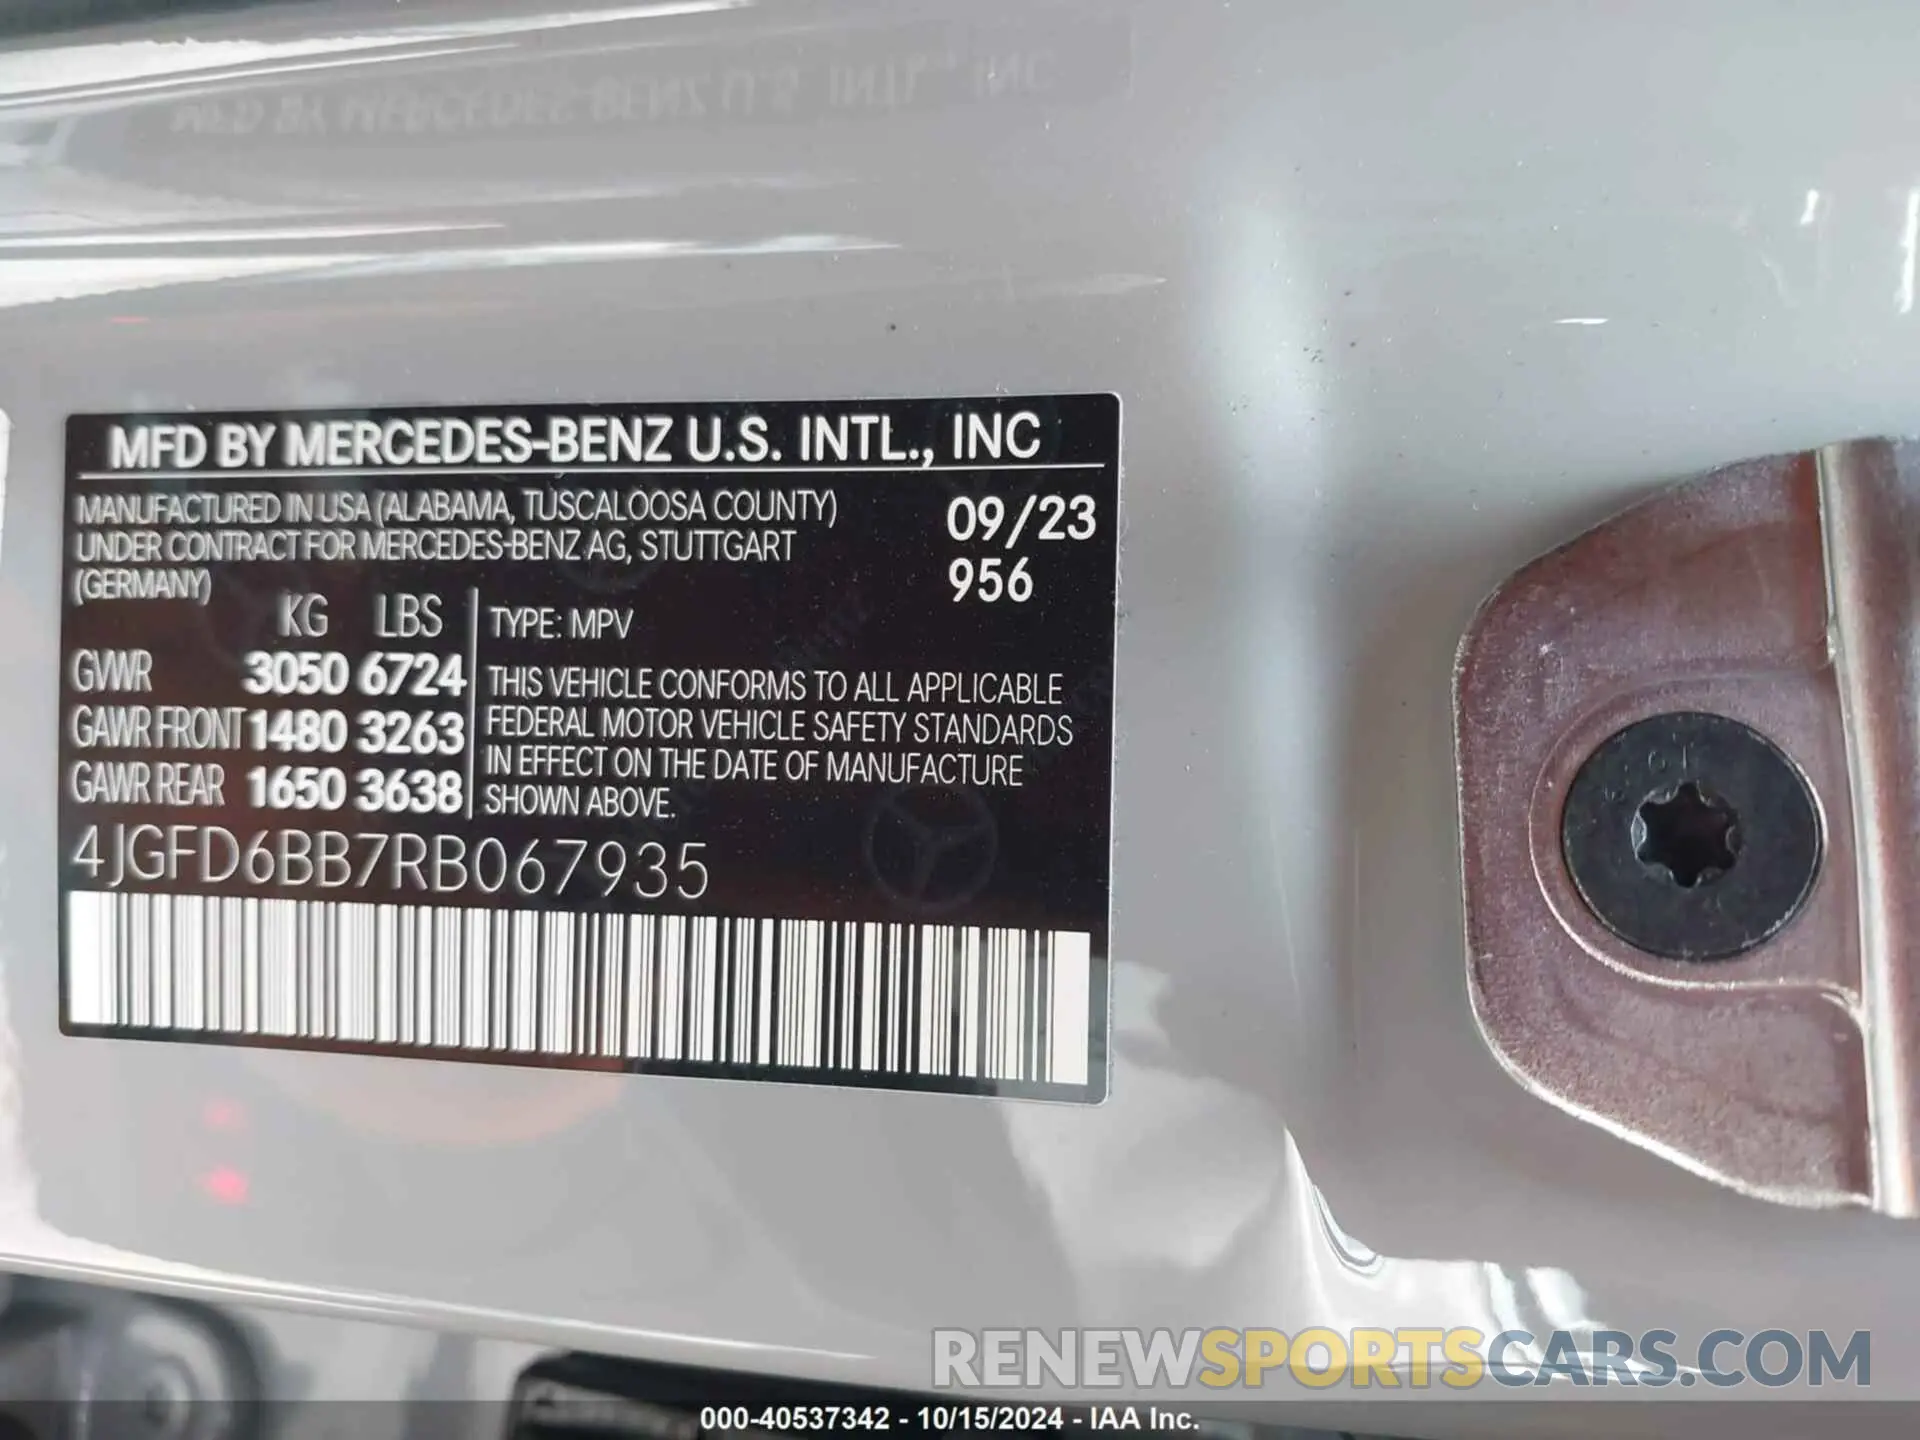 MFD BY MERCEDES-BENZ U.S. INTL., INC
MANUFACTURED IN USA (ALABAMA, TUSCALOOSA COUNTY)
UNDER CONTRACT FOR MERCEDES-BENZ AG, STUTTGART
(GERMANY)
09/23
956
KG LBS
GVWR 3050 6724
GAWR FRONT 1480 3263
GAWR REAR 1650 3638
TYPE: MPV
THIS VEHICLE CONFORMS TO ALL APPLICABLE
FEDERAL MOTOR VEHICLE SAFETY STANDARDS
IN EFFECT ON THE DATE OF MANUFACTURE
SHOWN ABOVE.
4JGFD6BB7RB067935
RENEWSPORTSCARS.COM
000-40537342 - 10/15/2024 - IAA Inc.